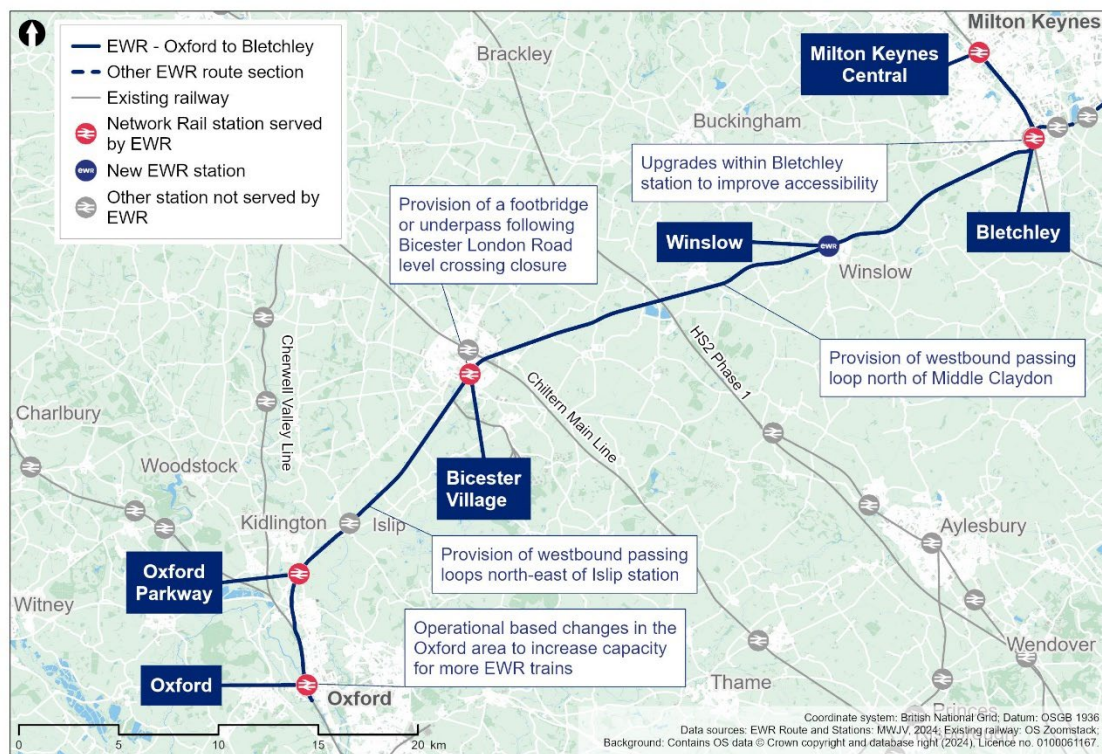 EWR - Oxford to Bletchley
Other EWR route section
Existing railway
Network Rail station served
by EWR
ewr
New EWR station
Other station not served by
EWR
Brackley
Milton Keynes
Milton Keynes
Central
Buckingham
Upgrades within Bletchley
station to improve accessibility
Provision of a footbridge
or underpass following
Bicester London Road
level crossing closure
Winslow
ewr
Bletchley
Winslow
HS2 Phase 1
Provision of westbound passing
loop north of Middle Claydon
Cherwell Valley Line
Chiltern Main Line
Charlbury
Woodstock
Bicester
Village
Kidlington
Islip
Aylesbury
Provision of westbound passing
loops north-east of Islip station
Oxford
Parkway
Witney
Operational based changes in the
Oxford area to increase capacity
for more EWR trains
Wendover
Oxford
Oxford
Thame
Princes
Coordinate system: British National Grid; Datum: OSGB 1936
Data sources: EWR Route and Stations: MWJV, 2024; Existing railway: OS Zoomstack;
Background: Contains OS data © Crown copyright and database right (2024), Licence no. 0100061167
0 5 10 15 20 km